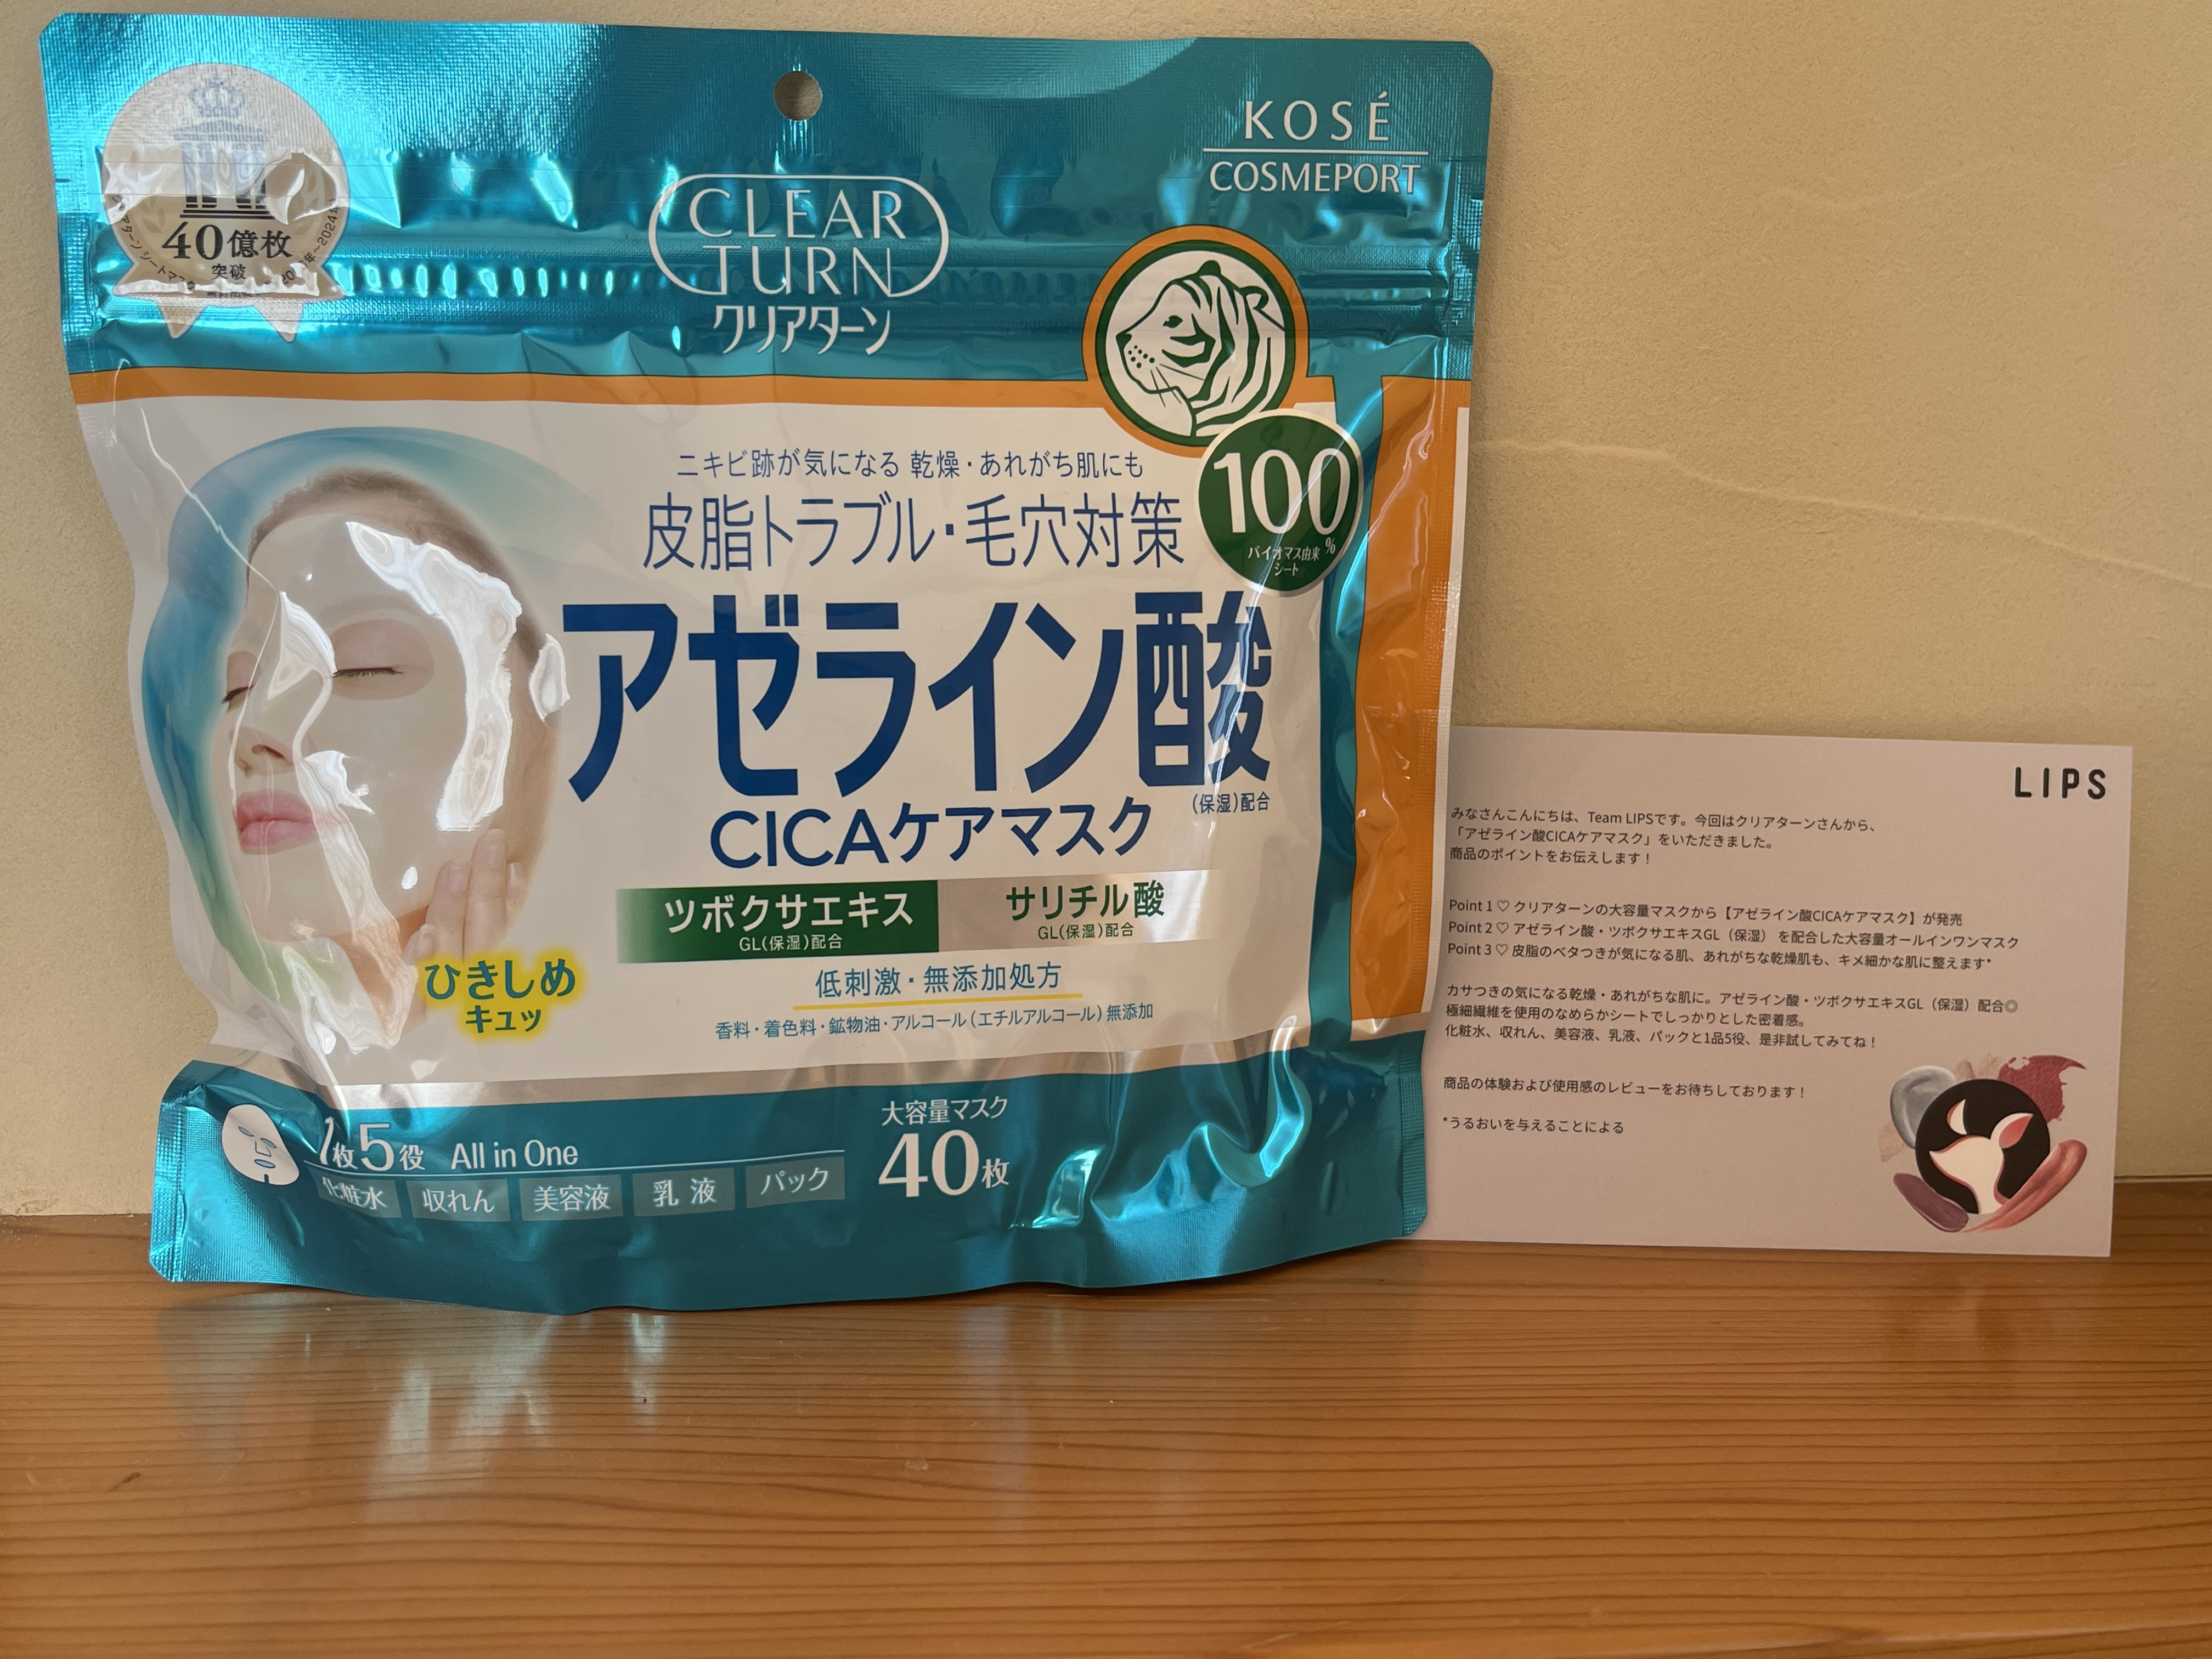 40億枚
突破
CLEAR
TURN
クリアターン
KOSÉ
COSMEPORT
100%
バイオマス由来
シート
ニキビ跡が気になる 乾燥・あれがち肌にも
皮脂トラブル・毛穴対策
アゼライン酸
(保湿)配合
CICAケアマスク
ツボクサエキス
GL(保湿)配合
サリチル酸
GL(保湿)配合
ひきしめ
キュッ
低刺激・無添加処方
香料・着色料・鉱物油・アルコール(エチルアルコール)無添加
1枚5役 All in One
化粧水 収れん 美容液 乳液 パック
大容量マスク
40枚
LIPS
みなさんこんにちは、Team LIPSです。今回はクリアターンさんから、
「アゼライン酸CICAケアマスク」をいただきました。
商品のポイントをお伝えします!
Point 1♡ クリアターンの大容量マスクから【アゼライン酸CICAケアマスク】が発売
Point 2♡ アゼライン酸・ツボクサエキスGL(保湿) を配合した大容量オールインワンマスク
Point 3♡ 皮脂のベタつきが気になる肌、あれがちな乾燥肌も、キメ細かな肌に整えます*
カサつきの気になる乾燥・あれがちな肌に。アゼライン酸・ツボクサエキスGL(保湿)配合◎
極細繊維を使用のなめらかシートでしっかりとした密着感。
化粧水、収れん、美容液、乳液、パックと1品5役、是非試してみてね!
商品の体験および使用感のレビューをお待ちしております!
*うるおいを与えることによる